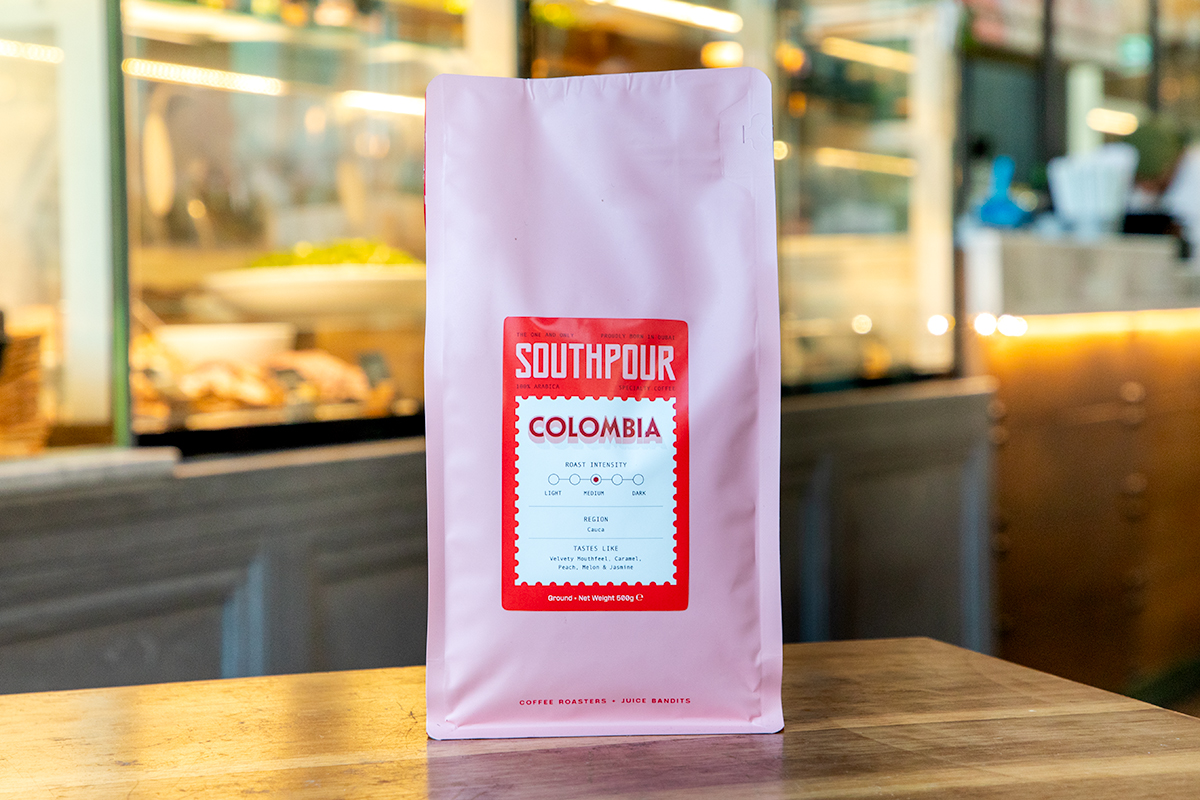 THE ONE AND ONLY PROUDLY BORN IN DUBAI
SOUTHPOUR
100% ARABICA SPECIALTY COFFEE
COLOMBIA
ROAST INTENSITY
LIGHT MEDIUM DARK
REGION
Cauca
TASTES LIKE
Velvety Mouthfeel, Caramel,
Peach, Melon & Jasmine
Ground - Net Weight 500g ℮
COFFEE ROASTERS • JUICE BANDITS